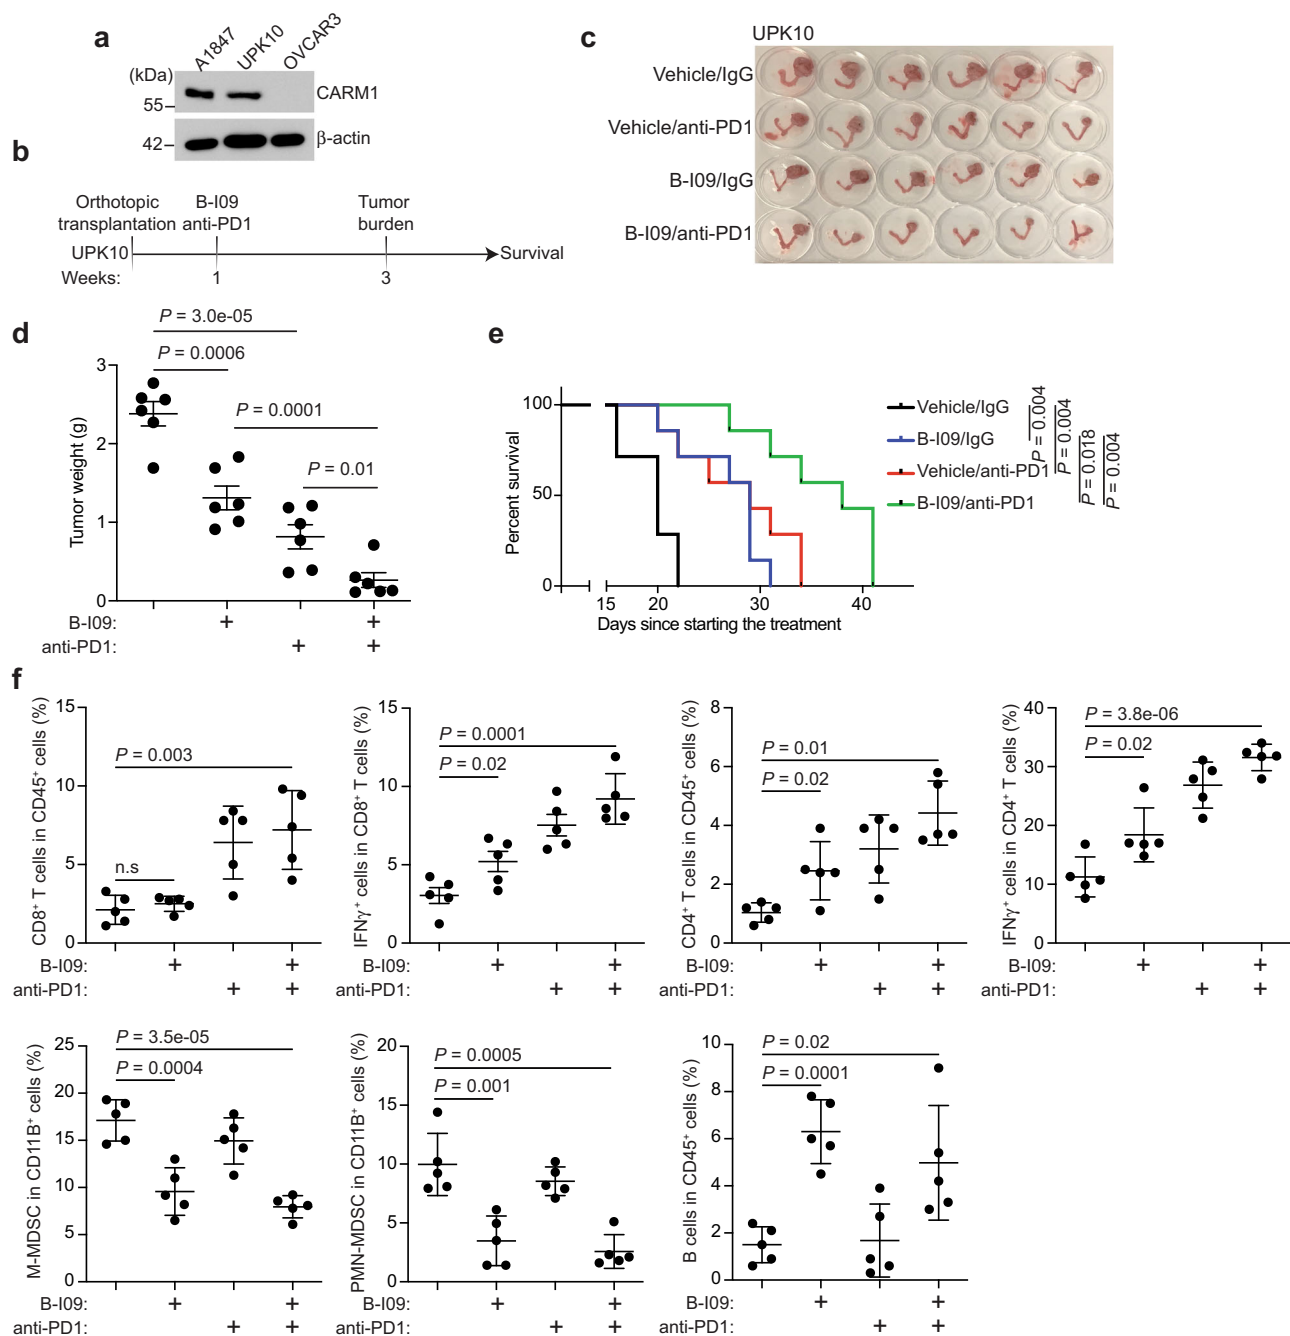 a
A1847
UPK10
OVCAR3
(kDa)
55
CARM1
42
β-actin
b
Orthotopic transplantation
B-I09 anti-PD1
Tumor burden
UPK10
Survival
Weeks:
1
3
c
UPK10
Vehicle/IgG
Vehicle/anti-PD1
B-I09/IgG
B-I09/anti-PD1
d
P = 3.0e-05
P = 0.0006
P = 0.0001
P = 0.01
Tumor weight (g)
3
2
1
0
B-I09: + +
anti-PD1: + +
e
Percent survival
100
50
0
15 20 30 40
Days since starting the treatment
Vehicle/IgG
B-I09/IgG
Vehicle/anti-PD1
B-I09/anti-PD1
P = 0.004
P = 0.004
P = 0.018
P = 0.004
f
CD8⁺ T cells in CD45⁺ cells (%)
15
10
5
0
P = 0.003
n.s
B-I09: + +
anti-PD1: + +
IFNγ⁺ cells in CD8⁺ T cells (%)
15
10
5
0
P = 0.0001
P = 0.02
+ +
+ +
CD4⁺ T cells in CD45⁺ cells (%)
8
6
4
2
0
P = 0.01
P = 0.02
B-I09: + +
anti-PD1: + +
IFNγ⁺ cells in CD4⁺ T cells (%)
40
30
20
10
0
P = 3.8e-06
P = 0.02
B-I09: + +
anti-PD1: + +
M-MDSC in CD11B⁺ cells (%)
25
20
15
10
5
0
P = 3.5e-05
P = 0.0004
B-I09: + +
anti-PD1: + +
PMN-MDSC in CD11B⁺ cells (%)
20
15
10
5
0
P = 0.0005
P = 0.001
B-I09: + +
anti-PD1: + +
B cells in CD45⁺ cells (%)
10
8
6
4
2
0
P = 0.02
P = 0.0001
B-I09: + +
anti-PD1: + +